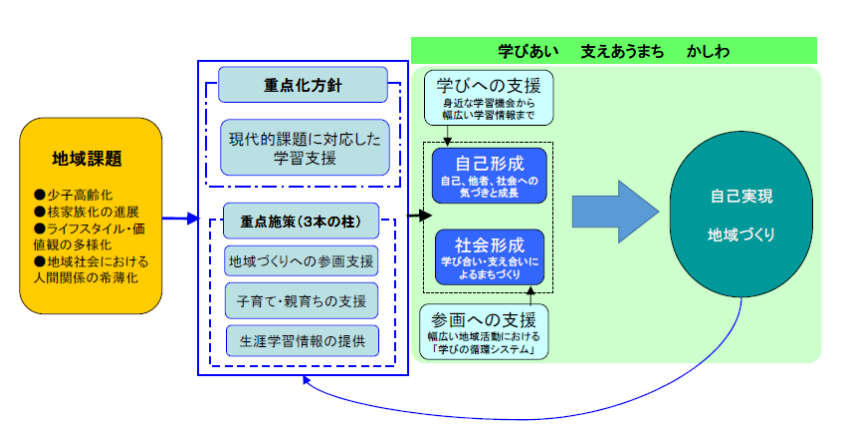 学びあい 支えあうまち かしわ
地域課題
●少子高齢化
●核家族化の進展
●ライフスタイル・価
値観の多様化
●地域社会における
人間関係の希薄化
重点化方針
現代的課題に対応した
学習支援
重点施策(3本の柱)
地域づくりへの参画支援
子育て・親育ちの支援
生涯学習情報の提供
学びへの支援
身近な学習機会から
幅広い学習情報まで
自己形成
自己、他者、社会への
気づきと成長
社会形成
学び合い・支え合いに
よるまちづくり
参画への支援
幅広い地域活動における
「学びの循環システム」
自己実現
地域づくり